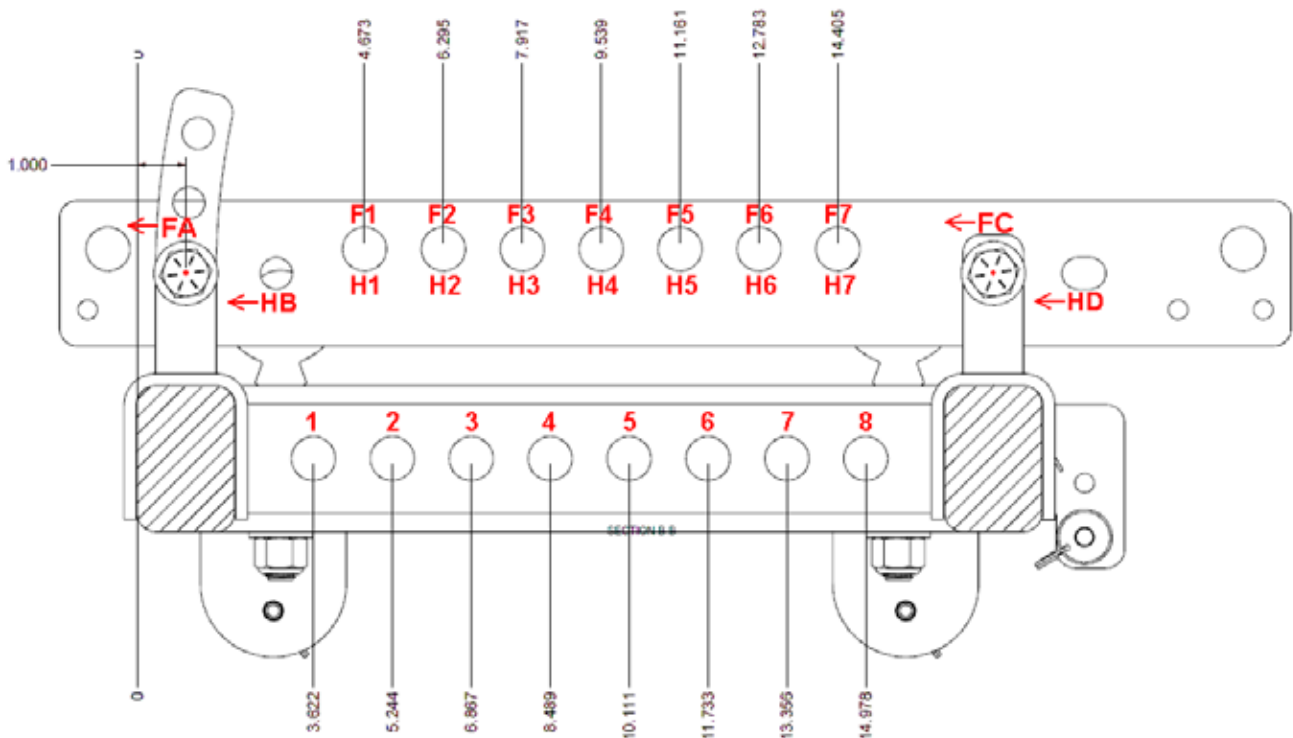 4.673 6.295 7.917 9.539 11.161 12.783 14.405
0
1.000
F1 F2 F3 F4 F5 F6 F7
←FA ←FC
H1 H2 H3 H4 H5 H6 H7
←HB ←HD
1 2 3 4 5 6 7 8
SECTION B B
0 3.622 5.244 6.867 8.489 10.111 11.733 13.356 14.978